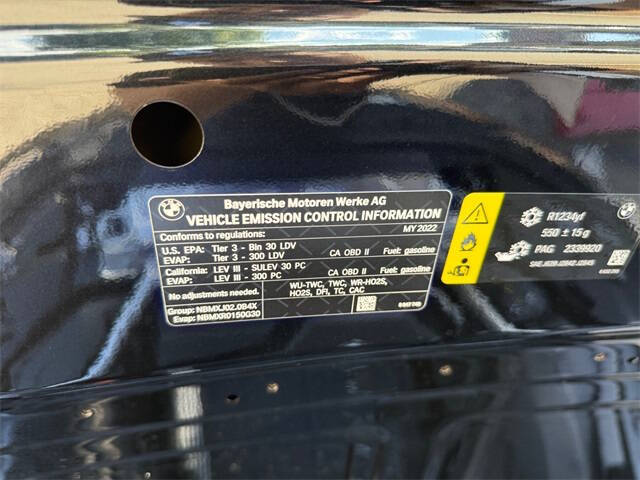 BMW
Bayerische Motoren Werke AG
VEHICLE EMISSION CONTROL INFORMATION
Conforms to regulations: MY 2022
U.S. EPA: Tier 3 - Bin 30 LDV
EVAP: Tier 3 - 300 LDV CA OBD II Fuel: gasoline
California: LEV III - SULEV 30 PC
EVAP: LEV III - 300 PC CA OBD II Fuel: gasoline
No adjustments needed. WU-TWC, TWC, WR-HO2S,
HO2S, DFI, TC, CAC
Group: NBMXJ02.0B4X
Evap: NBMXR0150G30
R1234yf
550 ± 15 g
PAG 2339920